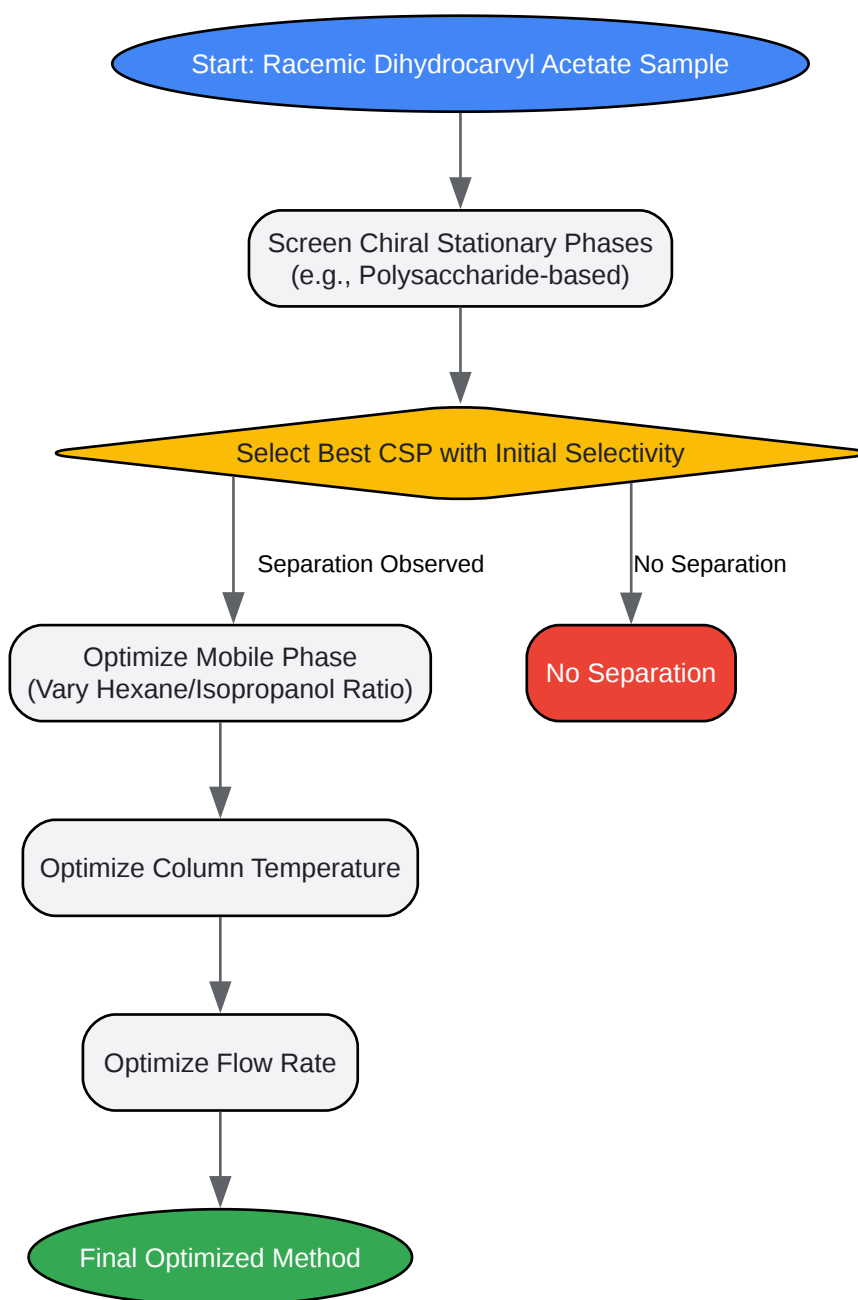 Start: Racemic Dihydrocarvyl Acetate Sample
Screen Chiral Stationary Phases
(e.g., Polysaccharide-based)
Select Best CSP with Initial Selectivity
Separation Observed
No Separation
Optimize Mobile Phase
(Vary Hexane/Isopropanol Ratio)
No Separation
Optimize Column Temperature
Optimize Flow Rate
Final Optimized Method